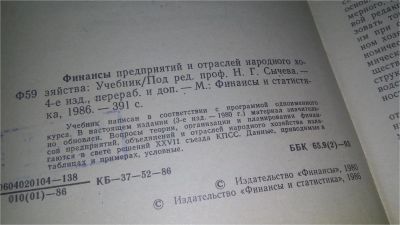 Финансы предприятий и отраслей народного хо-
Ф59 зяйства: Учебник/Под ред. проф. Н. Г. Сычева.—
4-е изд., перераб. и доп. — М.: Финансы и статисти-
ка, 1986. — 391 с.
Учебник написан в соответствии с программой одноименного
курса. В настоящем издании (3-е изд. — 1980 г.) материал значитель-
но обновлен. Вопросы теории, организации и планирования финан-
сов предприятий, объединений и отраслей народного хозяйства излa-
гаются в свете решений XXVII съезда КПСС. Данные, приводимые в
таблицах и примерах, условные.
0604020104—138
010(01)—86
КБ—37—52—86
ББК 65.9(2)—93
© Издательство «Финансы», 1980
© Издательство «Финансы и статистика», 1986